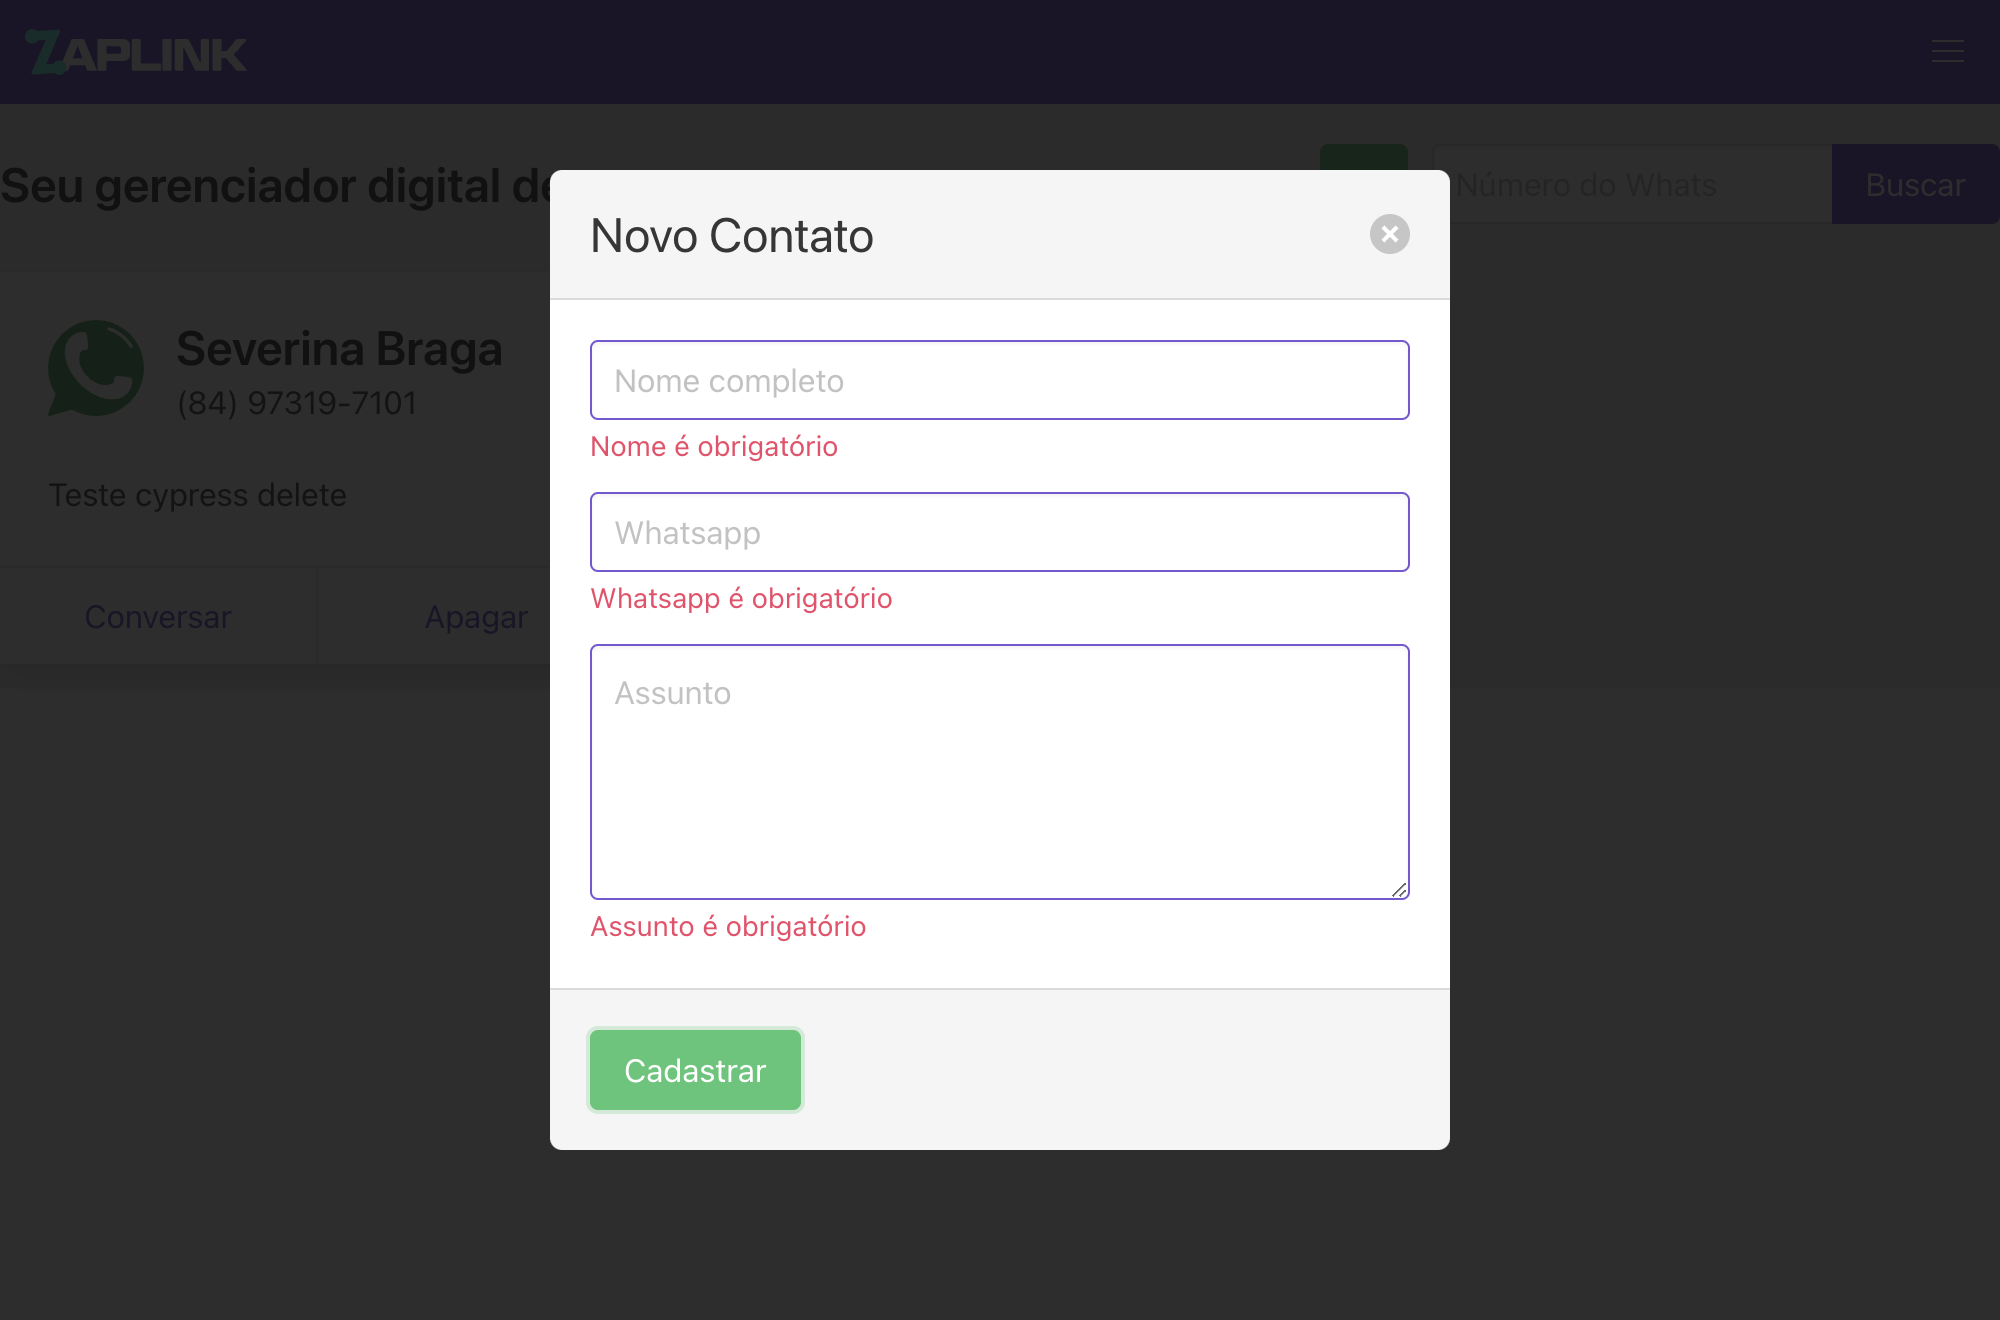 ZAPLINK
Seu gerenciador digital de
Número do Whats
Buscar
Severina Braga
(84) 97319-7101
Teste cypress delete
Conversar
Apagar
Novo Contato
Nome completo
Nome é obrigatório
Whatsapp
Whatsapp é obrigatório
Assunto
Assunto é obrigatório
Cadastrar